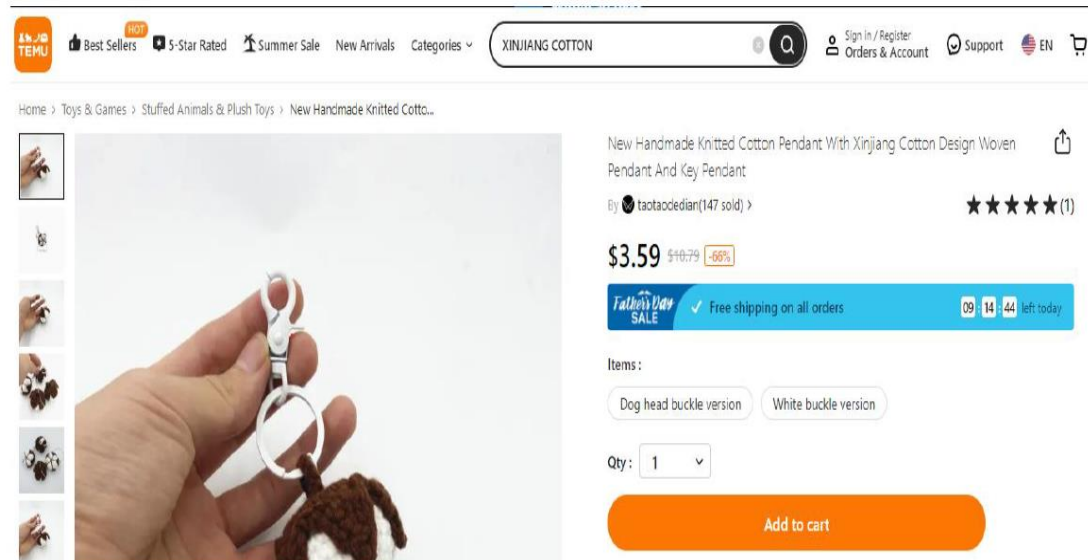 HOT
TEMU
Best Sellers
5-Star Rated
Summer Sale
New Arrivals
Categories
XINJIANG COTTON
Sign in / Register
Orders & Account
Support
EN
Home > Toys & Games > Stuffed Animals & Plush Toys > New Handmade Knitted Cotto...
New Handmade Knitted Cotton Pendant With Xinjiang Cotton Design Woven
Pendant And Key Pendant
By taotaodedian(147 sold) >
(1)
$3.59 $10.79 -66%
Father's Day
SALE
Free shipping on all orders
09 : 14 : 44 left today
Items :
Dog head buckle version
White buckle version
Qty : 1
Add to cart